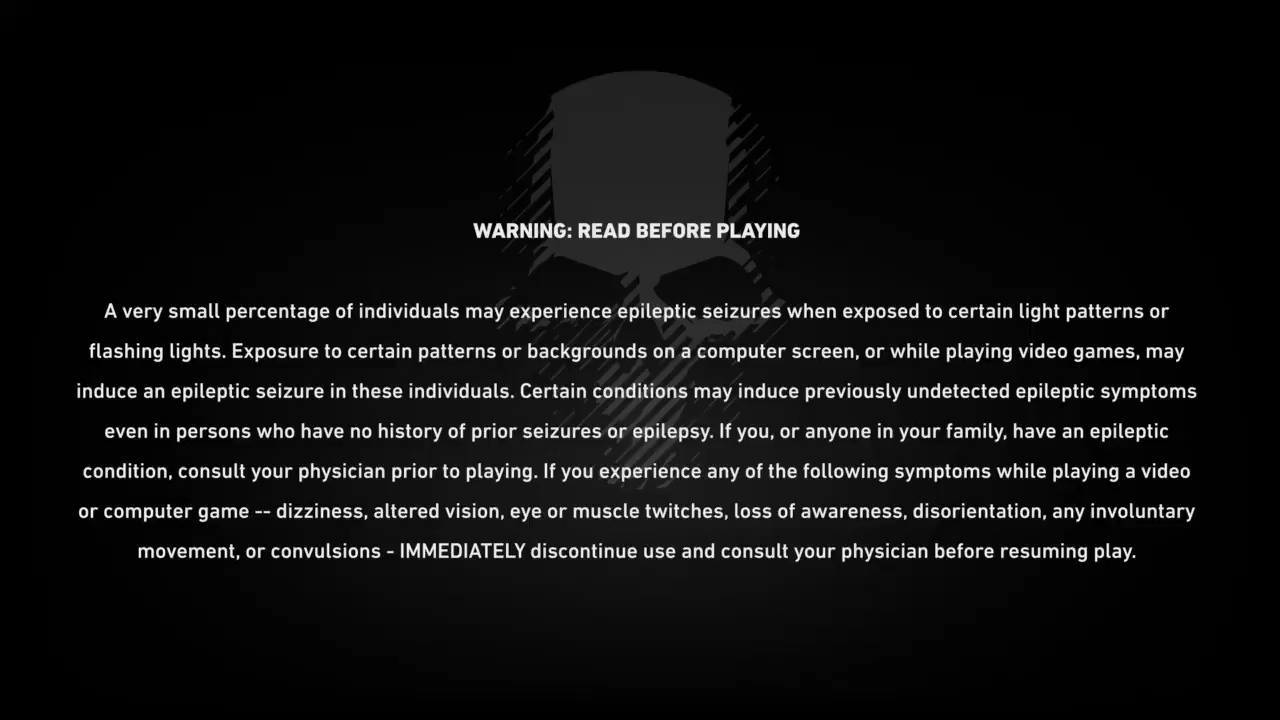 WARNING: READ BEFORE PLAYING
A very small percentage of individuals may experience epileptic seizures when exposed to certain light patterns or
flashing lights. Exposure to certain patterns or backgrounds on a computer screen, or while playing video games, may
induce an epileptic seizure in these individuals. Certain conditions may induce previously undetected epileptic symptoms
even in persons who have no history of prior seizures or epilepsy. If you, or anyone in your family, have an epileptic
condition, consult your physician prior to playing. If you experience any of the following symptoms while playing a video
or computer game -- dizziness, altered vision, eye or muscle twitches, loss of awareness, disorientation, any involuntary
movement, or convulsions - IMMEDIATELY discontinue use and consult your physician before resuming play.